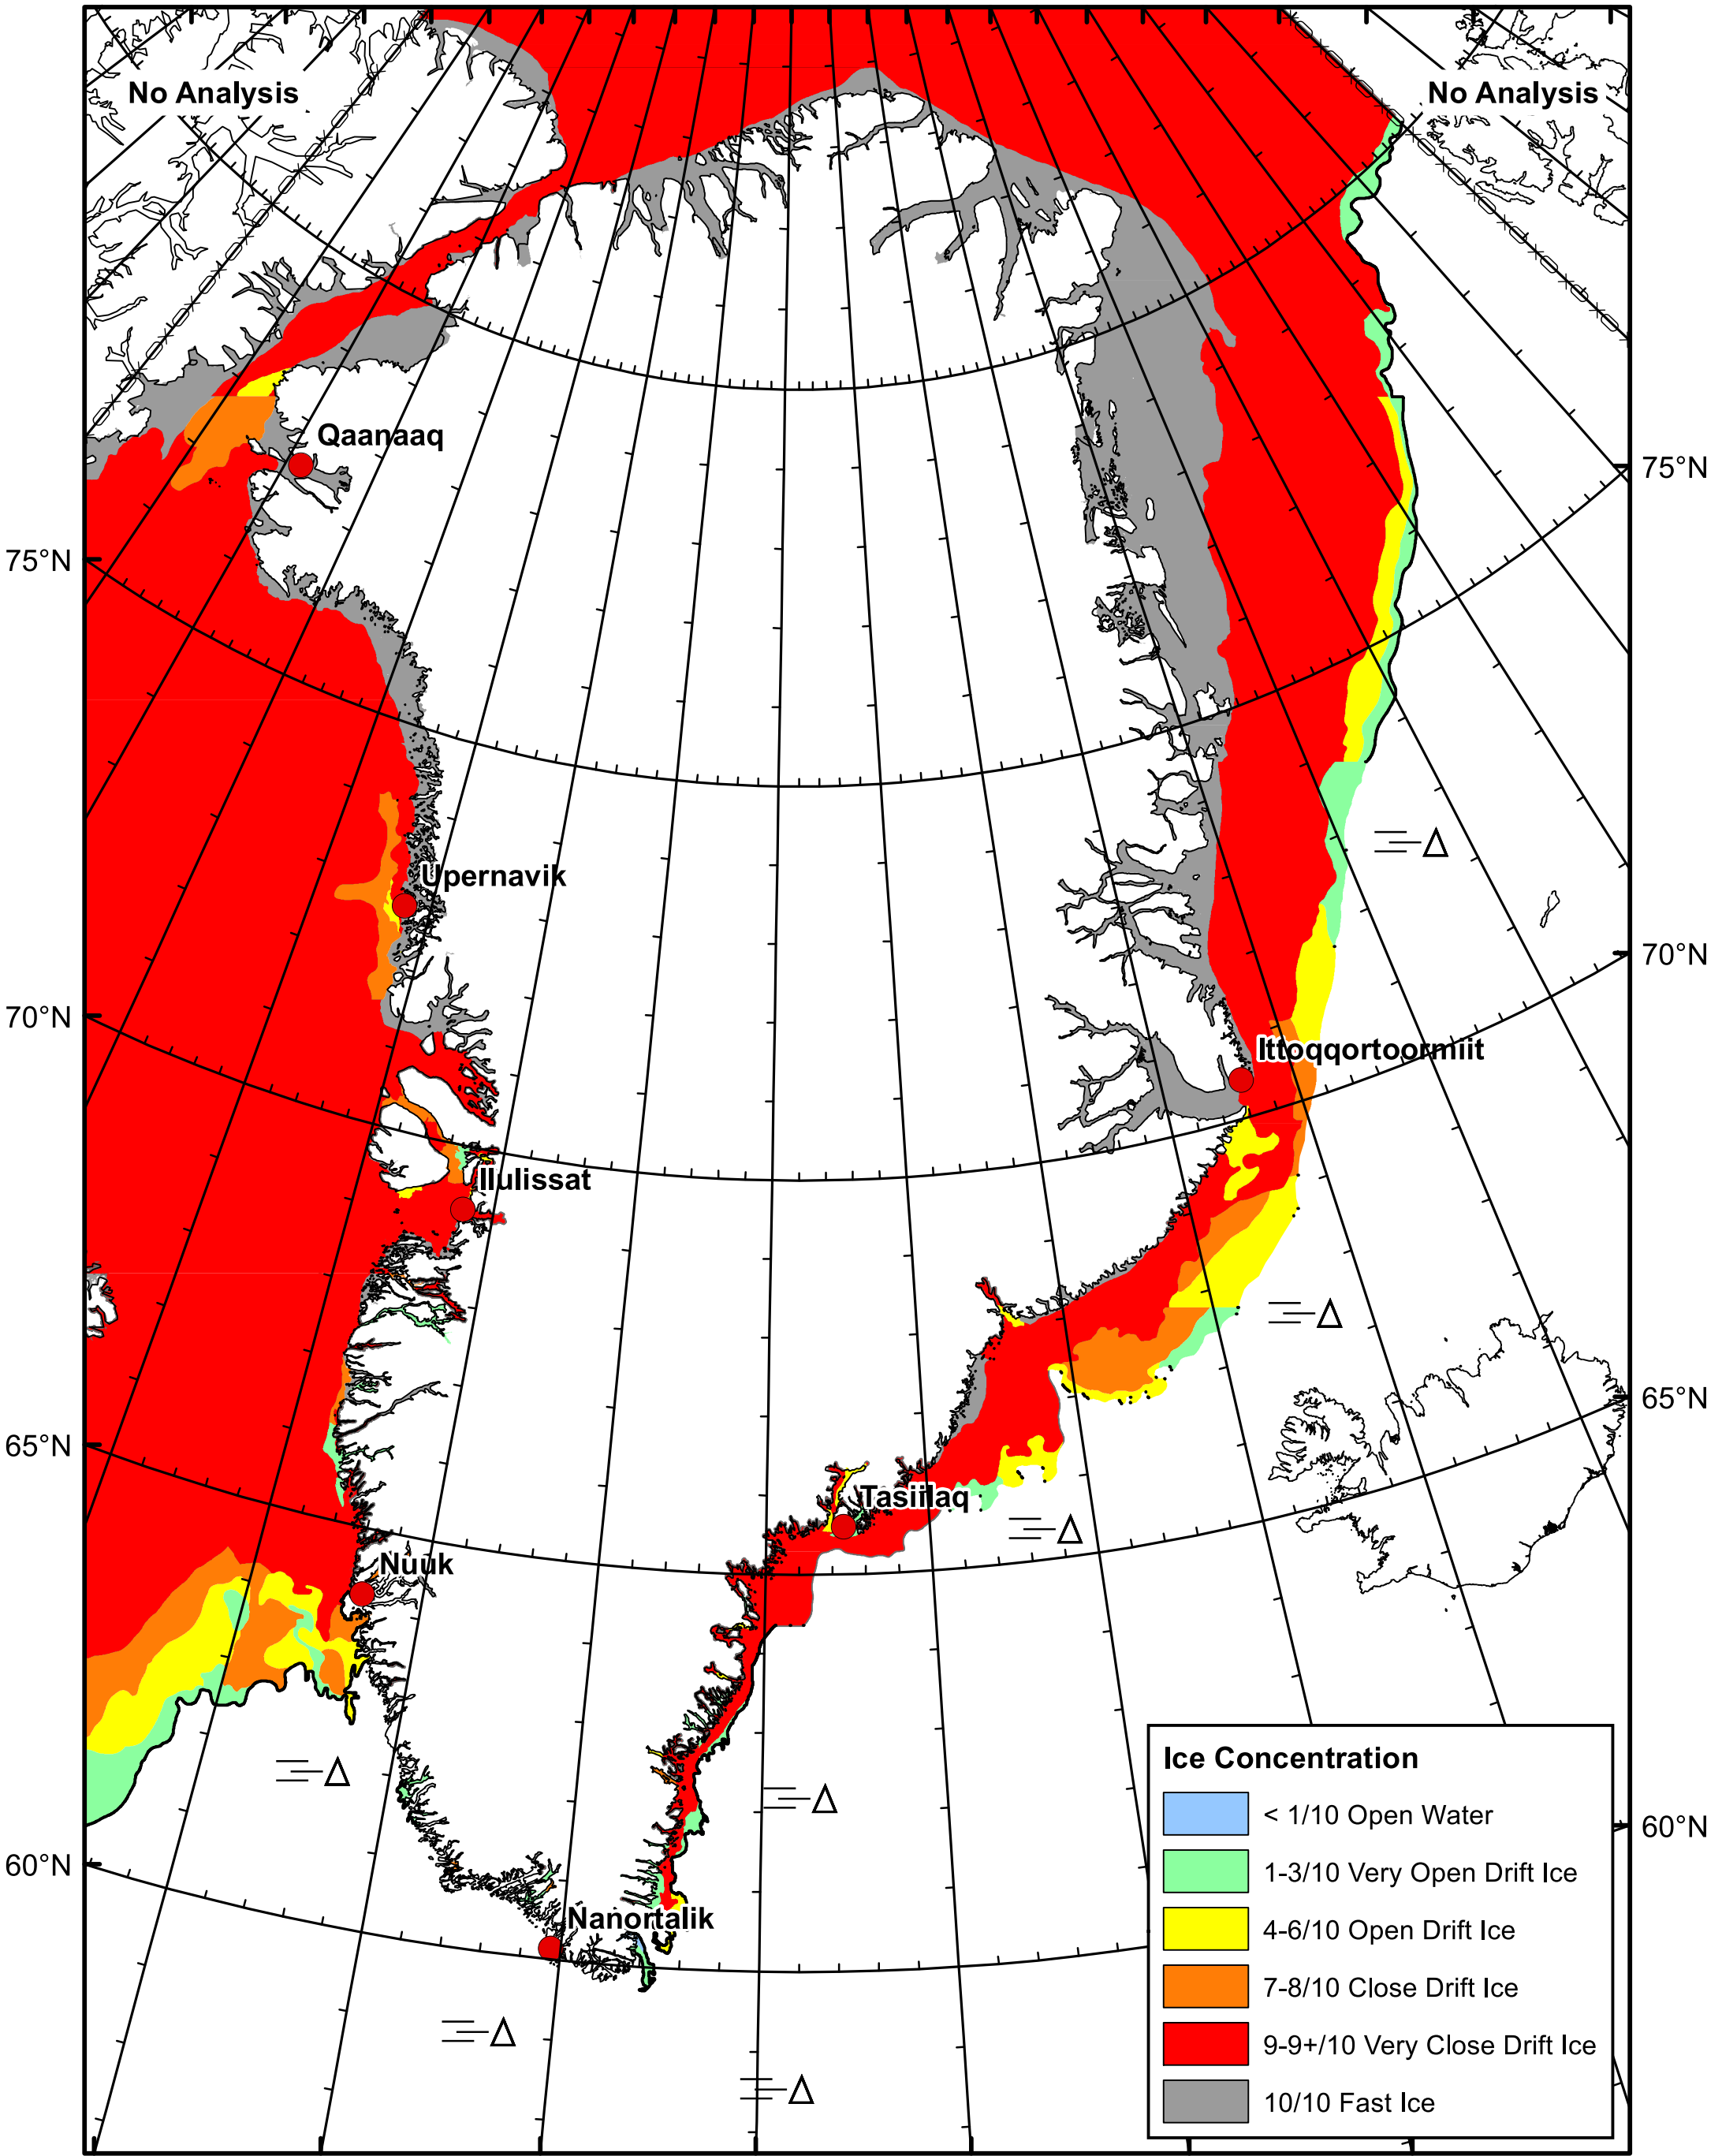 No Analysis
No Analysis
Qaanaaq
75°N
75°N
Upernavik
70°N
70°N
Ittoqqortoormiit
Ilulissat
65°N
65°N
Tasiilaq
Nuuk
Ice Concentration
< 1/10 Open Water
1-3/10 Very Open Drift Ice
4-6/10 Open Drift Ice
7-8/10 Close Drift Ice
9-9+/10 Very Close Drift Ice
10/10 Fast Ice
60°N
60°N
Nanortalik